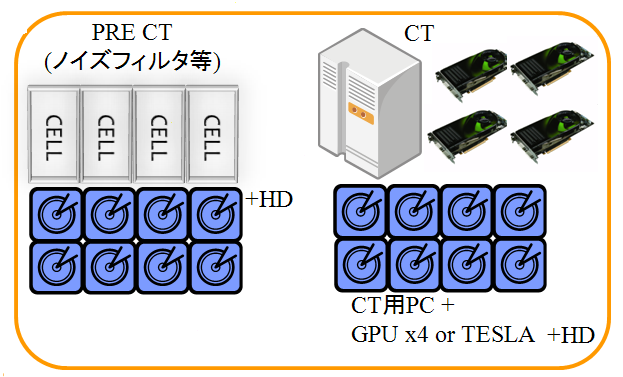 PRE CT
(ノイズフィルタ等)
CELL
CELL
CELL
CELL
+HD
CT
CT用PC +
GPU x4 or TESLA +HD